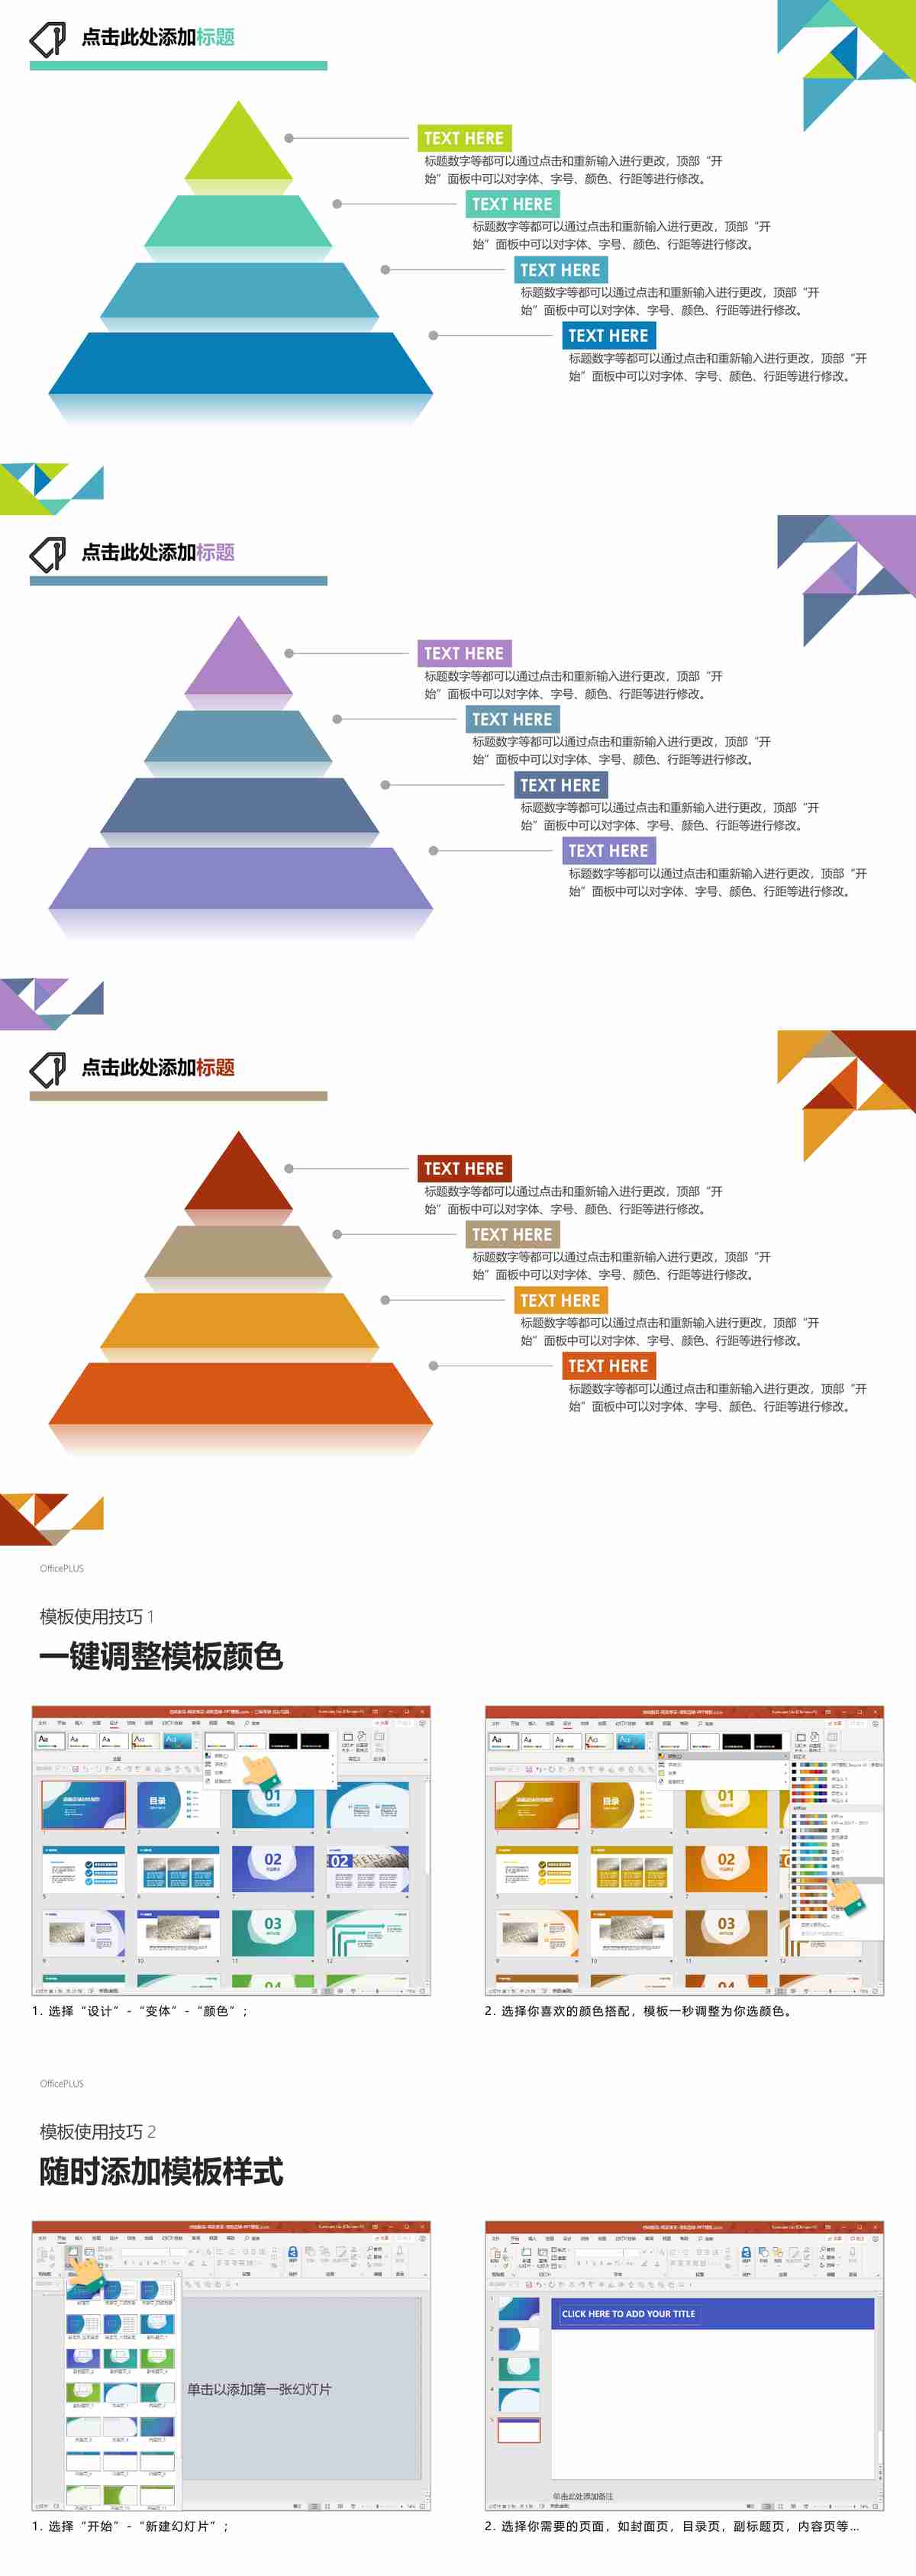 点击此处添加标题
TEXT HERE
标题数字等都可以通过点击和重新输入进行更改，顶部“开
始”面板中可以对字体、字号、颜色、行距等进行修改。
TEXT HERE
标题数字等都可以通过点击和重新输入进行更改，顶部“开
始”面板中可以对字体、字号、颜色、行距等进行修改。
TEXT HERE
标题数字等都可以通过点击和重新输入进行更改，顶部“开
始”面板中可以对字体、字号、颜色、行距等进行修改。
TEXT HERE
标题数字等都可以通过点击和重新输入进行更改，顶部“开
始”面板中可以对字体、字号、颜色、行距等进行修改。
点击此处添加标题
TEXT HERE
标题数字等都可以通过点击和重新输入进行更改，顶部“开
始”面板中可以对字体、字号、颜色、行距等进行修改。
TEXT HERE
标题数字等都可以通过点击和重新输入进行更改，顶部“开
始”面板中可以对字体、字号、颜色、行距等进行修改。
TEXT HERE
标题数字等都可以通过点击和重新输入进行更改，顶部“开
始”面板中可以对字体、字号、颜色、行距等进行修改。
TEXT HERE
标题数字等都可以通过点击和重新输入进行更改，顶部“开
始”面板中可以对字体、字号、颜色、行距等进行修改。
点击此处添加标题
TEXT HERE
标题数字等都可以通过点击和重新输入进行更改，顶部“开
始”面板中可以对字体、字号、颜色、行距等进行修改。
TEXT HERE
标题数字等都可以通过点击和重新输入进行更改，顶部“开
始”面板中可以对字体、字号、颜色、行距等进行修改。
TEXT HERE
标题数字等都可以通过点击和重新输入进行更改，顶部“开
始”面板中可以对字体、字号、颜色、行距等进行修改。
TEXT HERE
标题数字等都可以通过点击和重新输入进行更改，顶部“开
始”面板中可以对字体、字号、颜色、行距等进行修改。
OfficePLUS
模板使用技巧 1
一键调整模板颜色
目录
01
02
02
03
目录
01
02
03
1. 选择“设计”-“变体”-“颜色”；
2. 选择你喜欢的颜色搭配，模板一秒调整为你选颜色。
OfficePLUS
模板使用技巧 2
随时添加模板样式
单击以添加第一张幻灯片
CLICK HERE TO ADD YOUR TITLE
单击此处添加备注
1. 选择“开始”-“新建幻灯片”；
2. 选择你需要的页面，如封面页，目录页，副标题页，内容页等...